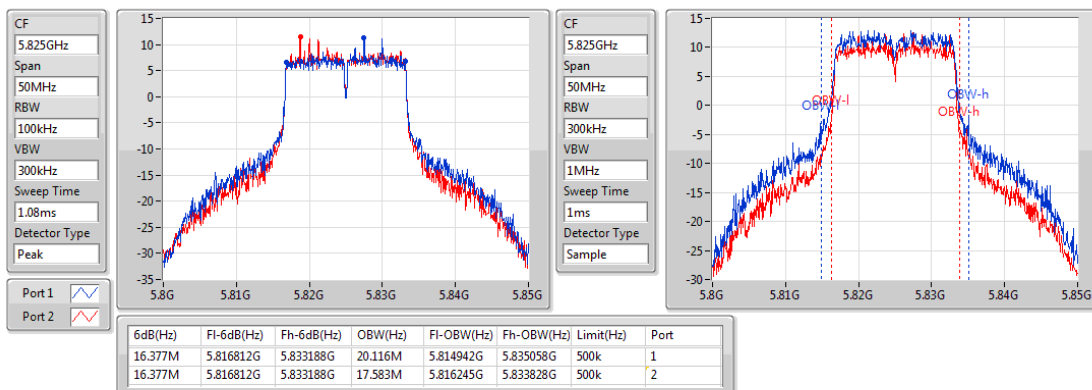 CF
5.825GHz
Span
50MHz
RBW
100kHz
VBW
300kHz
Sweep Time
1.08ms
Detector Type
Peak
Port 1
Port 2
15
10
5
0
-5
-10
-15
-20
-25
-30
-35
5.8G 5.81G 5.82G 5.83G 5.84G 5.85G
CF
5.825GHz
Span
50MHz
RBW
300kHz
VBW
1MHz
Sweep Time
1ms
Detector Type
Sample
15
10
5
0
-5
-10
-15
-20
-25
-30
OBW-l
OBW-h
OBW-h
5.8G 5.81G 5.82G 5.83G 5.84G 5.85G
6dB(Hz) Fl-6dB(Hz) Fh-6dB(Hz) OBW(Hz) Fl-OBW(Hz) Fh-OBW(Hz) Limit(Hz) Port
16.377M 5.816812G 5.833188G 20.116M 5.814942G 5.835058G 500k 1
16.377M 5.816812G 5.833188G 17.583M 5.816245G 5.833828G 500k 2